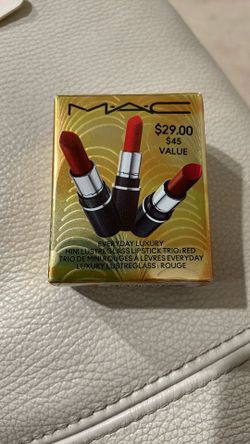 M·A·C
$29.00
$45
VALUE
EVERYDAY LUXURY
MINI LUSTREGLASS LIPSTICK TRIO: RED
TRIO DE MINI ROUGES À LÈVRES EVERYDAY
LUXURY LUSTREGLASS : ROUGE